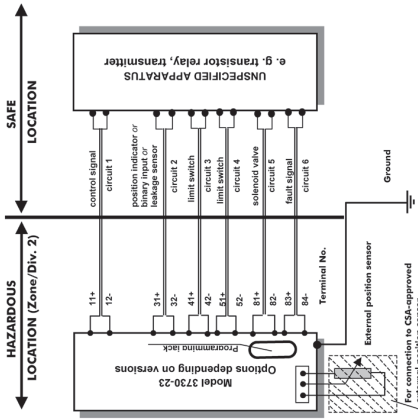 HAZARDOUS
LOCATION (Zone/Div. 2)
SAFE
LOCATION
UNSPECIFIED APPARATUS
e. g. transistor relay, transmitter
control signal
circuit 1
position indicator or
binary input or
leakage sensor
circuit 2
limit switch
circuit 3
limit switch
circuit 4
solenoid valve
circuit 5
fault signal
circuit 6
11+
12-
31+
32-
41+
42-
51+
52-
81+
82-
83+
84-
Terminal No.
Ground
Model 3730-23
Options depending on versions
Programming jack
External position sensor
For connection to CSA-approved